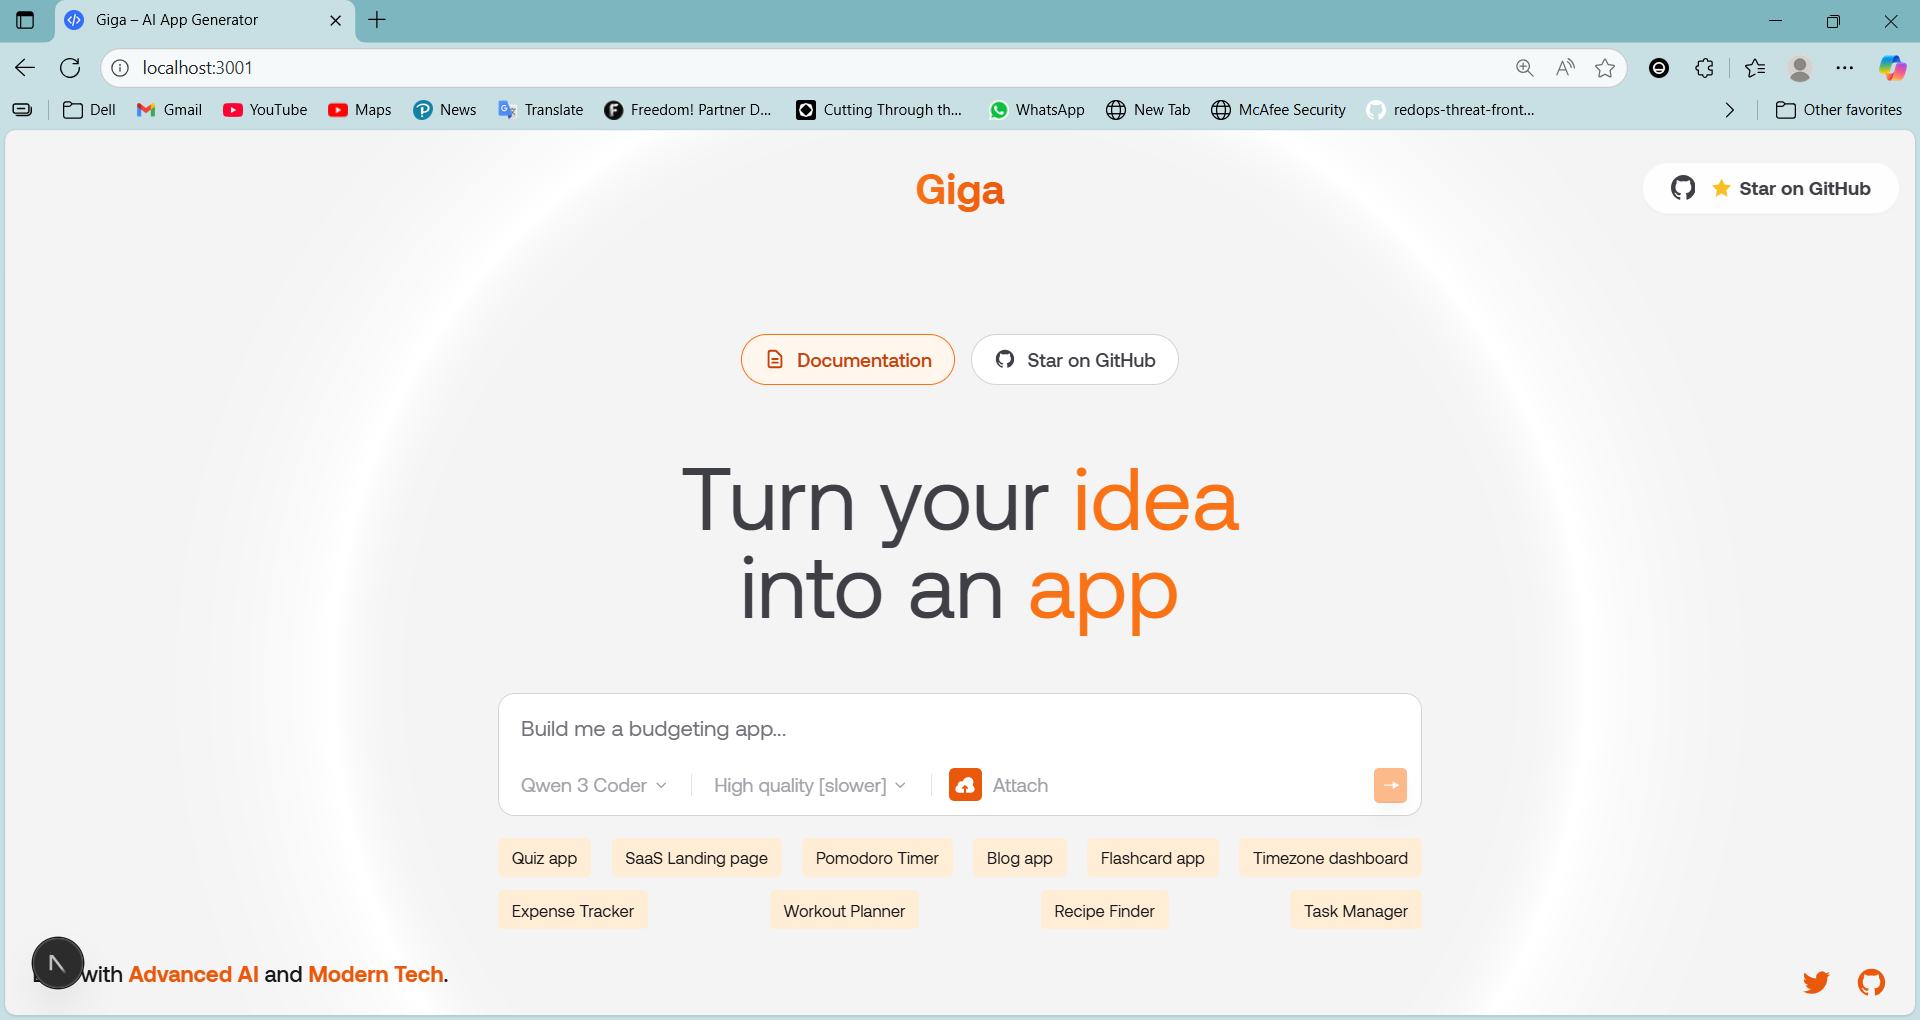 Giga – AI App Generator
localhost:3001
Dell
Gmail
YouTube
Maps
News
Translate
Freedom! Partner D...
Cutting Through th...
WhatsApp
New Tab
McAfee Security
redops-threat-front...
Other favorites
Giga
Star on GitHub
Documentation
Star on GitHub
Turn your idea
into an app
Build me a budgeting app...
Qwen 3 Coder
High quality [slower]
Attach
Quiz app
SaaS Landing page
Pomodoro Timer
Blog app
Flashcard app
Timezone dashboard
Expense Tracker
Workout Planner
Recipe Finder
Task Manager
with Advanced AI and Modern Tech.